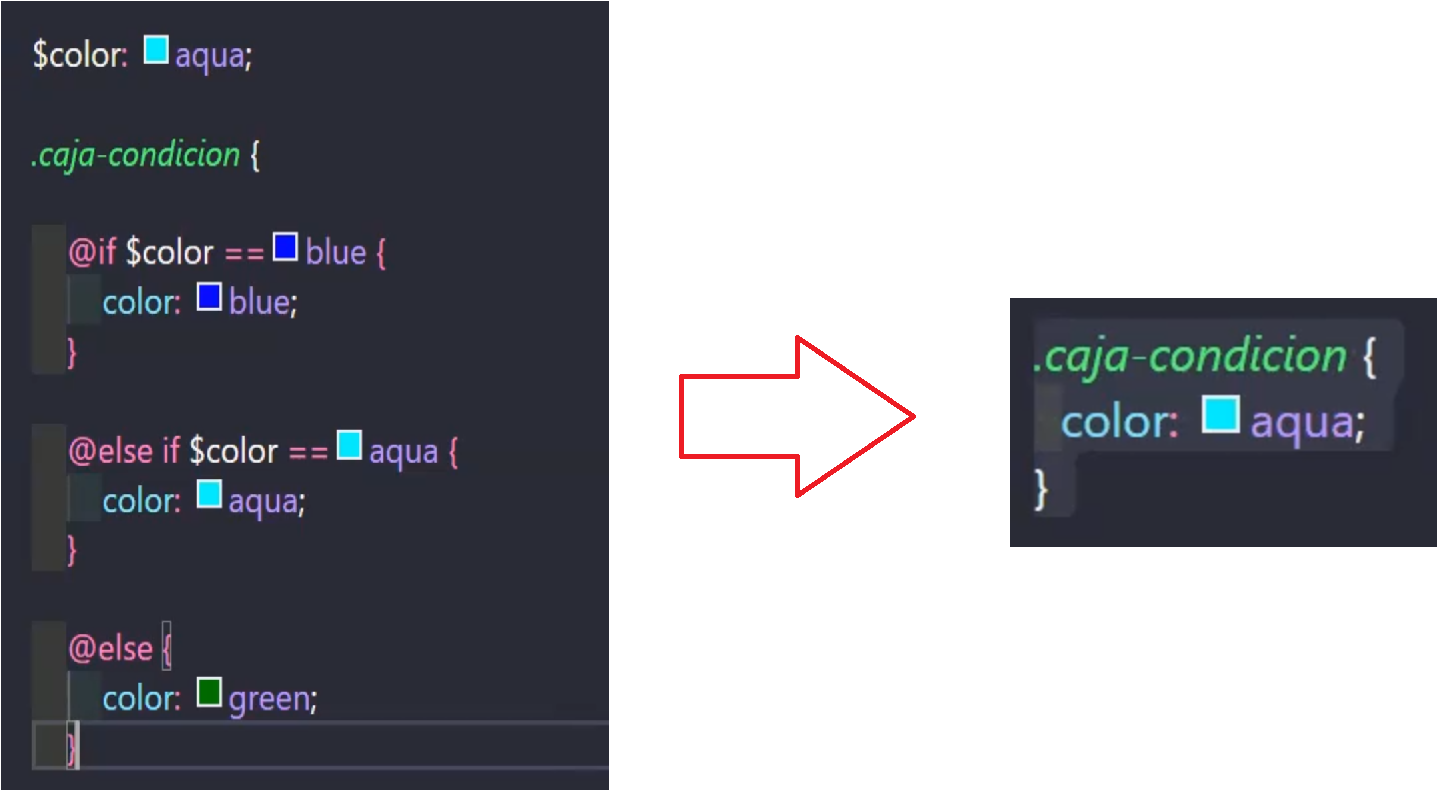 $color: aqua;
.caja-condicion {
@if $color == blue {
color: blue;
}
@else if $color == aqua {
color: aqua;
}
@else {
color: green;
}
.caja-condicion {
color: aqua;
}